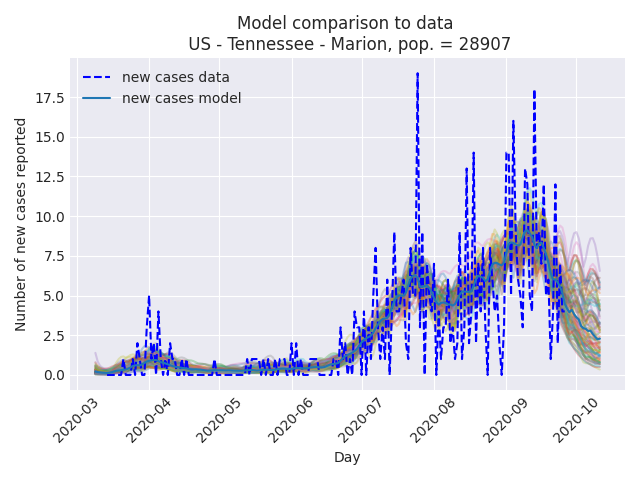 Model comparison to data
US - Tennessee - Marion, pop. = 28907
new cases data
new cases model
Number of new cases reported
17.5
15.0
12.5
10.0
7.5
5.0
2.5
0.0
2020-03
2020-04
2020-05
2020-06
2020-07
2020-08
2020-09
2020-10
Day